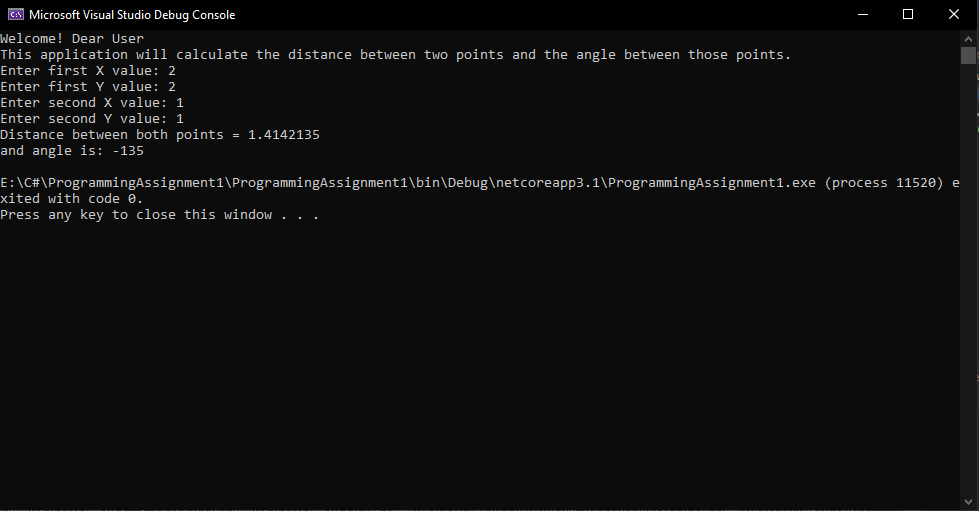 Microsoft Visual Studio Debug Console
Welcome! Dear User
This application will calculate the distance between two points and the angle between those points.
Enter first X value: 2
Enter first Y value: 2
Enter second X value: 1
Enter second Y value: 1
Distance between both points = 1.4142135
and angle is: -135
E:\C#\ProgrammingAssignment1\ProgrammingAssignment1\bin\Debug\netcoreapp3.1\ProgrammingAssignment1.exe (process 11520) e
xited with code 0.
Press any key to close this window . . .